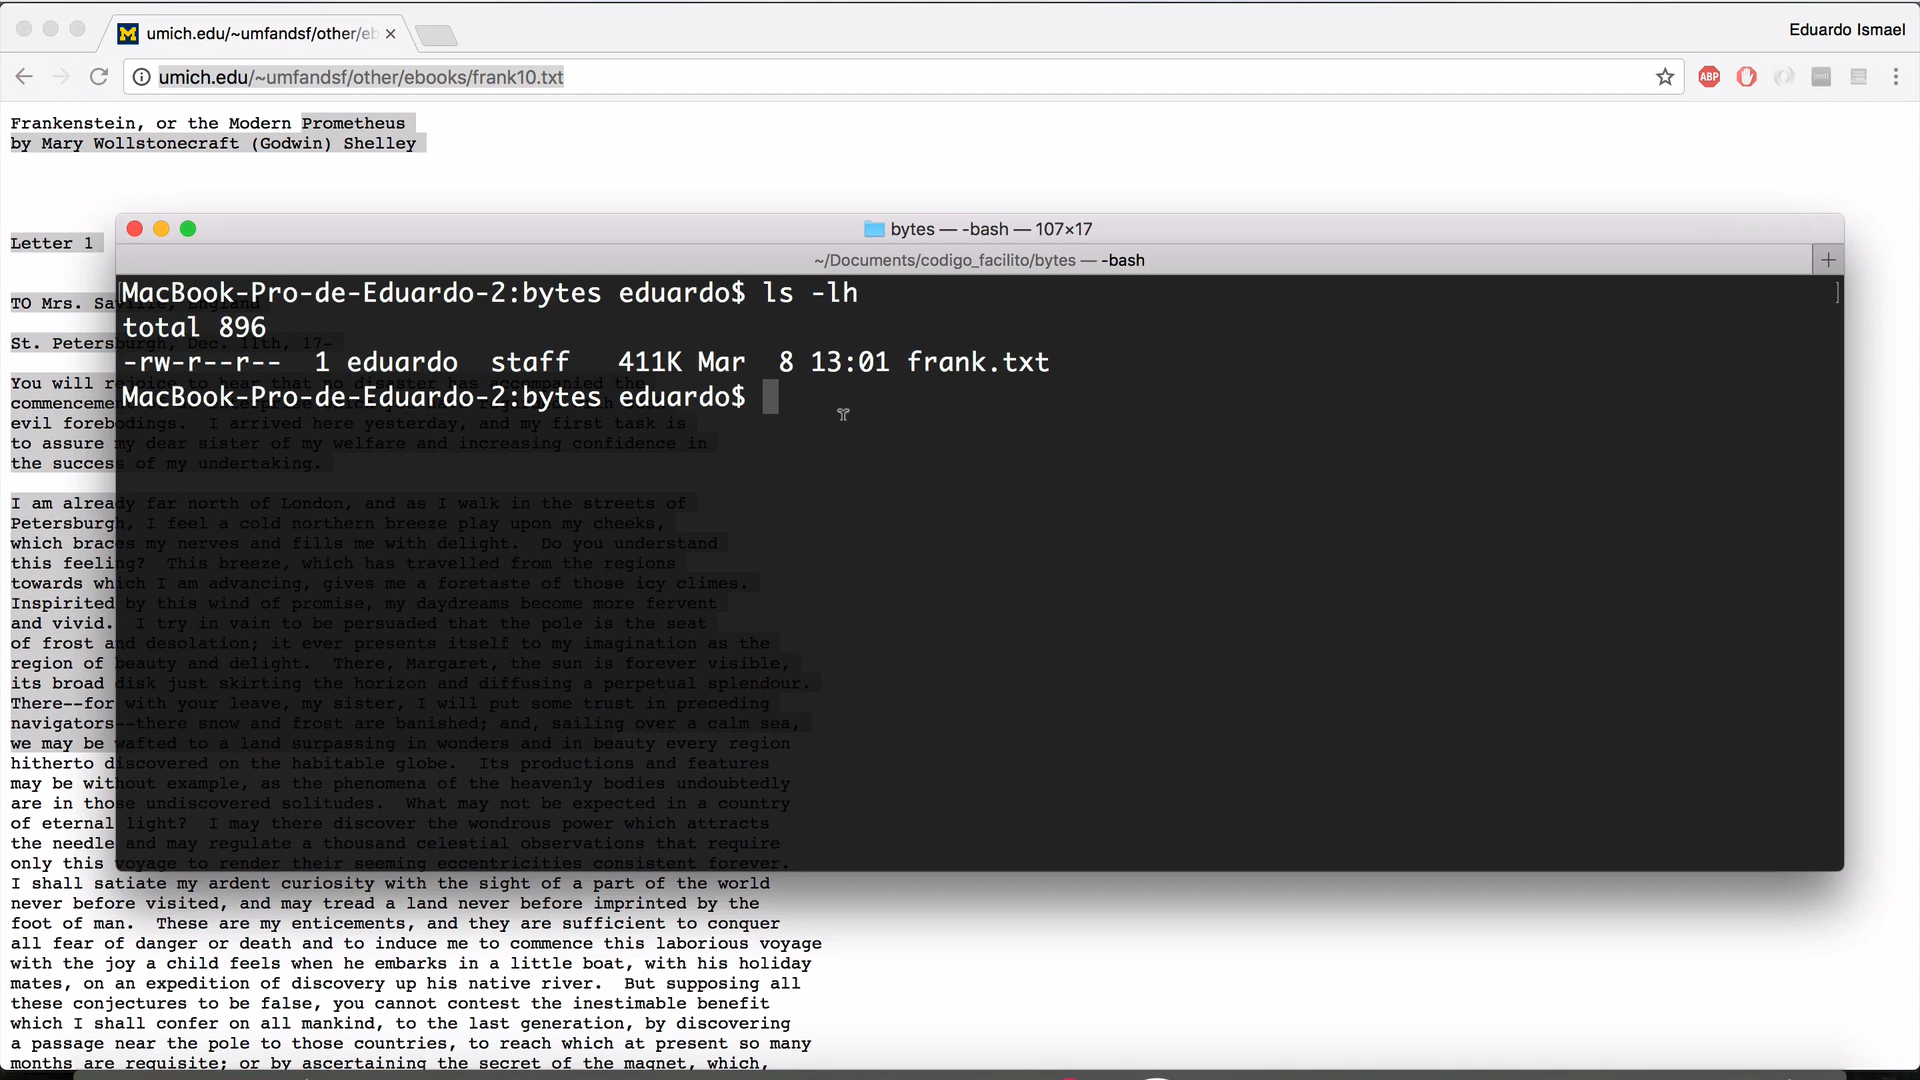 umich.edu/~umfandsf/other/eb
Eduardo Ismael
umich.edu/~umfandsf/other/ebooks/frank10.txt
ABP
Frankenstein, or the Modern Prometheus
by Mary Wollstonecraft (Godwin) Shelley
Letter 1
bytes — -bash — 107×17
~/Documents/codigo_facilito/bytes — -bash
MacBook-Pro-de-Eduardo-2:bytes eduardo$ ls -lh
TO Mrs. Saville, England
total 896
St. Petersburgh, Dec. 11th, 17-
-rw-r--r-- 1 eduardo staff 411K Mar 8 13:01 frank.txt
You will rejoice to hear that no disaster has accompanied the
MacBook-Pro-de-Eduardo-2:bytes eduardo$
commencement of an enterprise which you have regarded with such
evil forebodings. I arrived here yesterday, and my first task is
to assure my dear sister of my welfare and increasing confidence in
the success of my undertaking.
I am already far north of London, and as I walk in the streets of
Petersburgh, I feel a cold northern breeze play upon my cheeks,
which braces my nerves and fills me with delight. Do you understand
this feeling? This breeze, which has travelled from the regions
towards which I am advancing, gives me a foretaste of those icy climes.
Inspirited by this wind of promise, my daydreams become more fervent
and vivid. I try in vain to be persuaded that the pole is the seat
of frost and desolation; it ever presents itself to my imagination as the
region of beauty and delight. There, Margaret, the sun is forever visible,
its broad disk just skirting the horizon and diffusing a perpetual splendour.
There--for with your leave, my sister, I will put some trust in preceding
navigators--there snow and frost are banished; and, sailing over a calm sea,
we may be wafted to a land surpassing in wonders and in beauty every region
hitherto discovered on the habitable globe. Its productions and features
may be without example, as the phenomena of the heavenly bodies undoubtedly
are in those undiscovered solitudes. What may not be expected in a country
of eternal light? I may there discover the wondrous power which attracts
the needle and may regulate a thousand celestial observations that require
only this voyage to render their seeming eccentricities consistent forever.
I shall satiate my ardent curiosity with the sight of a part of the world
never before visited, and may tread a land never before imprinted by the
foot of man. These are my enticements, and they are sufficient to conquer
all fear of danger or death and to induce me to commence this laborious voyage
with the joy a child feels when he embarks in a little boat, with his holiday
mates, on an expedition of discovery up his native river. But supposing all
these conjectures to be false, you cannot contest the inestimable benefit
which I shall confer on all mankind, to the last generation, by discovering
a passage near the pole to those countries, to reach which at present so many
months are requisite; or by ascertaining the secret of the magnet, which,